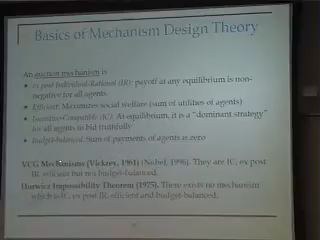 Basics of Mechanism Design Theory
An auction mechanism is
Ex post Individual-Rational (IR): payoff at any equilibrium is non-
negative for all agents.
Efficient: Maximizes social welfare (sum of utilities of agents)
Incentive-Compatible (IC): At equilibrium, it is a "dominant strategy"
for all agents to bid truthfully
Budget-balanced: Sum of payments of agents is zero
VCG Mechanisms (Vickrey, 1961) (Nobel, 1996). They are IC, ex post
IR, efficient but not budget-balanced.
Hurwicz Impossibility Theorem (1975). There exists no mechanism
which is IC, ex post IR, efficient and budget-balanced.